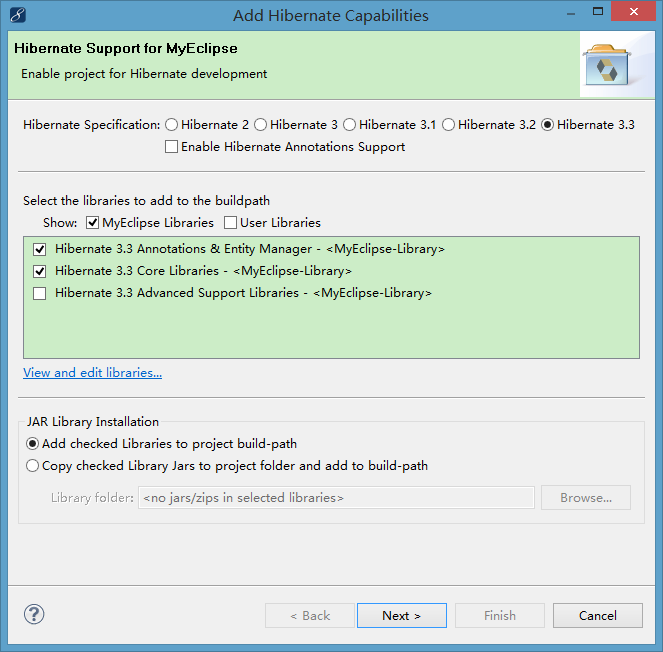 Add Hibernate Capabilities
Hibernate Support for MyEclipse
Enable project for Hibernate development
Hibernate Specification: Hibernate 2 Hibernate 3 Hibernate 3.1 Hibernate 3.2 Hibernate 3.3
Enable Hibernate Annotations Support
Select the libraries to add to the buildpath
Show: MyEclipse Libraries User Libraries
Hibernate 3.3 Annotations & Entity Manager - <MyEclipse-Library>
Hibernate 3.3 Core Libraries - <MyEclipse-Library>
Hibernate 3.3 Advanced Support Libraries - <MyEclipse-Library>
View and edit libraries...
JAR Library Installation
Add checked Libraries to project build-path
Copy checked Library Jars to project folder and add to build-path
Library folder: <no jars/zips in selected libraries> Browse...
? < Back Next > Finish Cancel